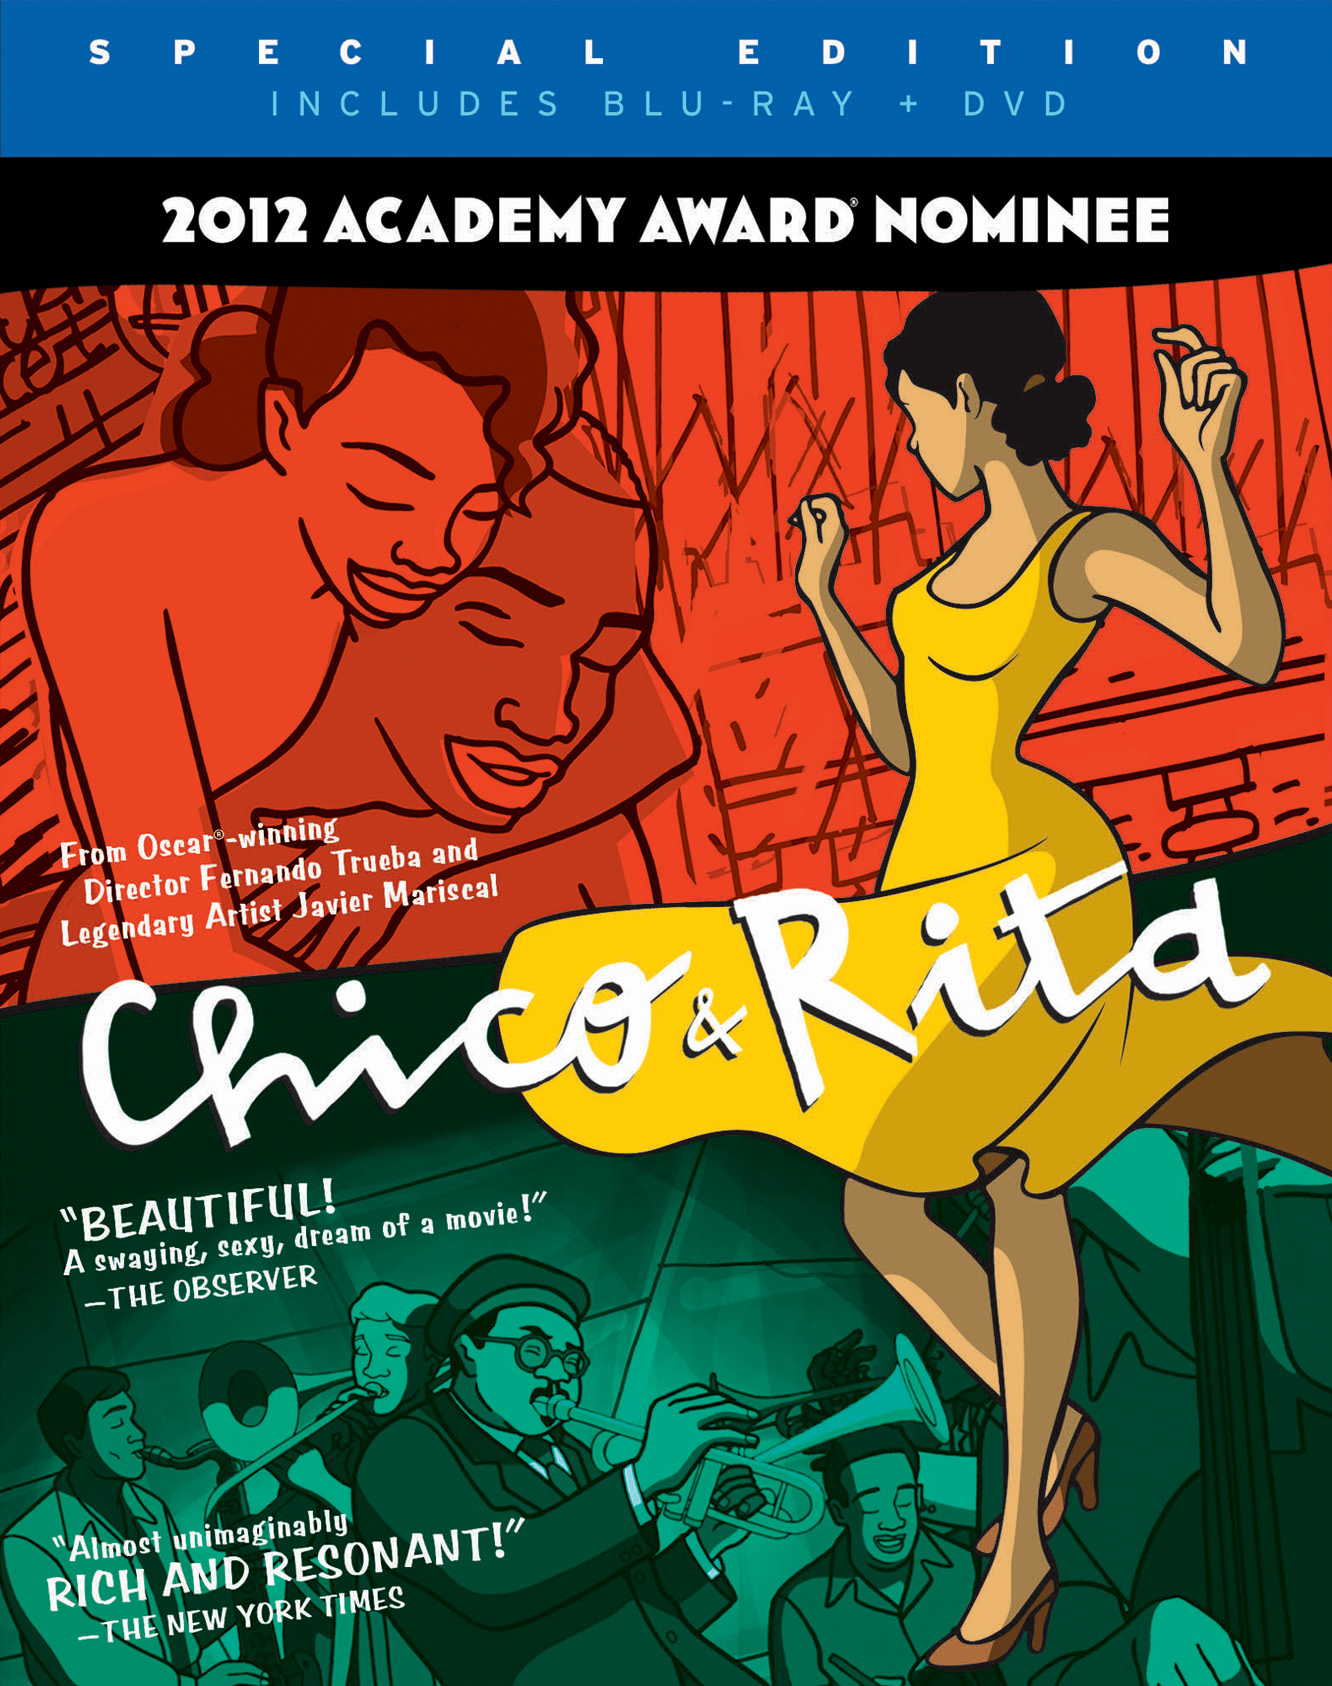 SPECIAL EDITION
INCLUDES BLU-RAY + DVD
2012 ACADEMY AWARD® NOMINEE
From Oscar®-winning
Director Fernando Trueba and
Legendary Artist Javier Mariscal
Chico & Rita
"BEAUTIFUL!
A swaying, sexy, dream of a movie!"
—THE OBSERVER
"Almost unimaginably
RICH AND RESONANT!"
—THE NEW YORK TIMES